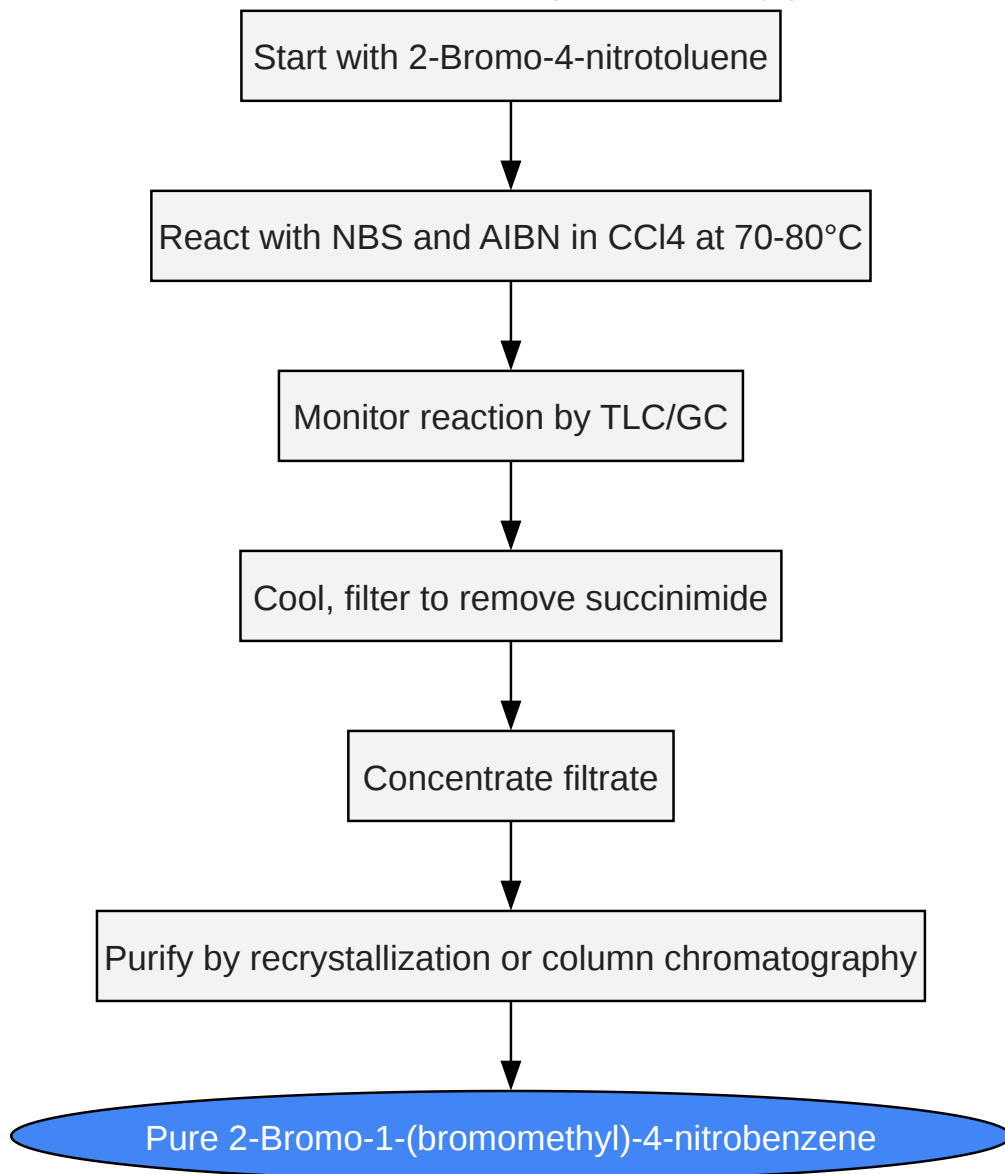 Start with 2-Bromo-4-nitrotoluene
React with NBS and AIBN in CCl4 at 70-80°C
Monitor reaction by TLC/GC
Cool, filter to remove succinimide
Concentrate filtrate
Purify by recrystallization or column chromatography
Pure 2-Bromo-1-(bromomethyl)-4-nitrobenzene